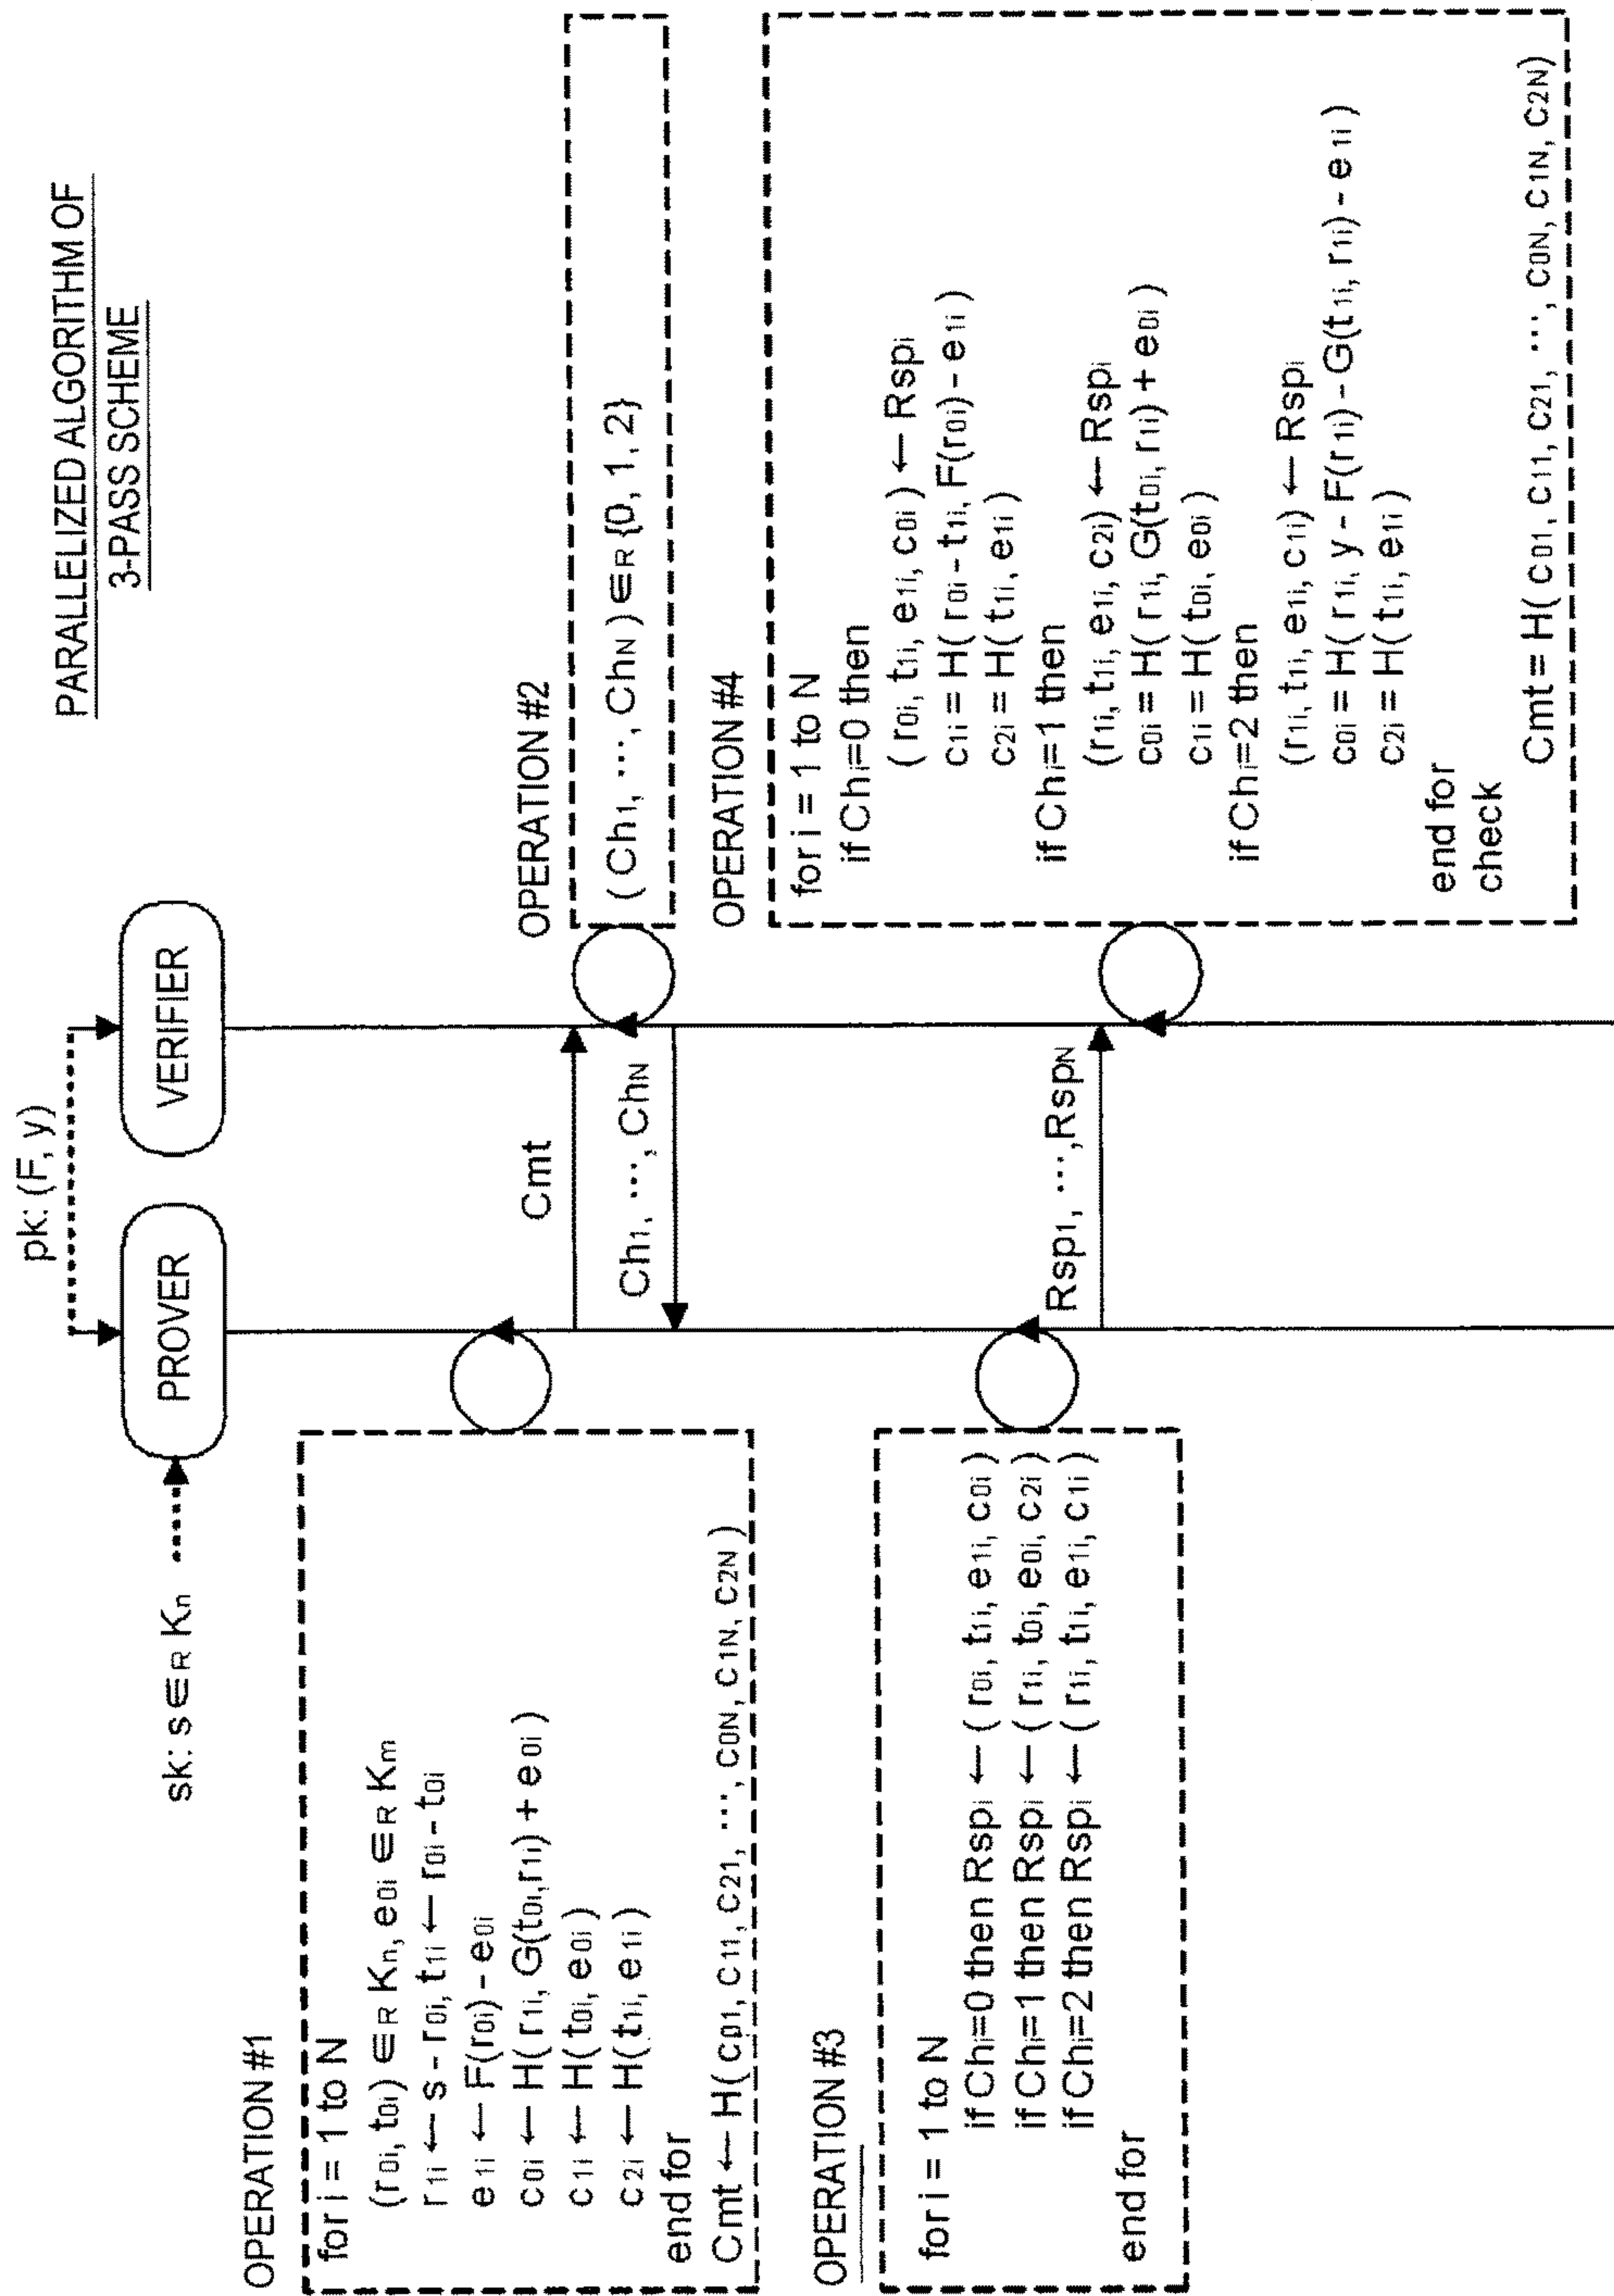 PARALLELIZED ALGORITHM OF
3-PASS SCHEME
pk: (F, y)
sk: s ∈R Kn
PROVER
VERIFIER
OPERATION #1
for i = 1 to N
(r0i, t0i) ∈R Kn, e0i ∈R Km
r1i ← s - r0i, t1i ← r0i - t0i
e1i ← F(r0i) - e0i
c0i ← H( r1i, G(t0i,r1i) + e0i )
c1i ← H( t0i, e0i )
c2i ← H( t1i, e1i )
end for
Cmt ← H( cp1, c11, c21, ⋯, c0N, c1N, c2N )
Cmt
OPERATION #2
( Ch1, ⋯, ChN ) ∈R {0, 1, 2}
Ch1, ⋯, ChN
OPERATION #3
for i = 1 to N
if Chi=0 then Rspi ← ( r0i, t1i, e1i, c0i )
if Chi=1 then Rspi ← ( r1i, t0i, e0i, c2i )
if Chi=2 then Rspi ← ( r1i, t1i, e1i, c1i )
end for
Rsp1, ⋯, RspN
OPERATION #4
for i = 1 to N
if Chi=0 then
( r0i, t1i, e1i, c0i ) ← Rspi
c1i = H( r0i - t1i, F(r0i) - e1i )
c2i = H( t1i, e1i )
if Chi=1 then
(r1i, t1i, e1i, c2i) ← Rspi
c0i = H( r1i, G(t0i, r1i) + e0i )
c1i = H( t0i, e0i )
if Chi=2 then
(r1i, t1i, e1i, c1i) ← Rspi
c0i = H( r1i, y - F(r1i) - G(t1i, r1i) - e1i )
c2i = H( t1i, e1i )
end for
check
Cmt = H( c01, c11, c21, ⋯, c0N, c1N, c2N)